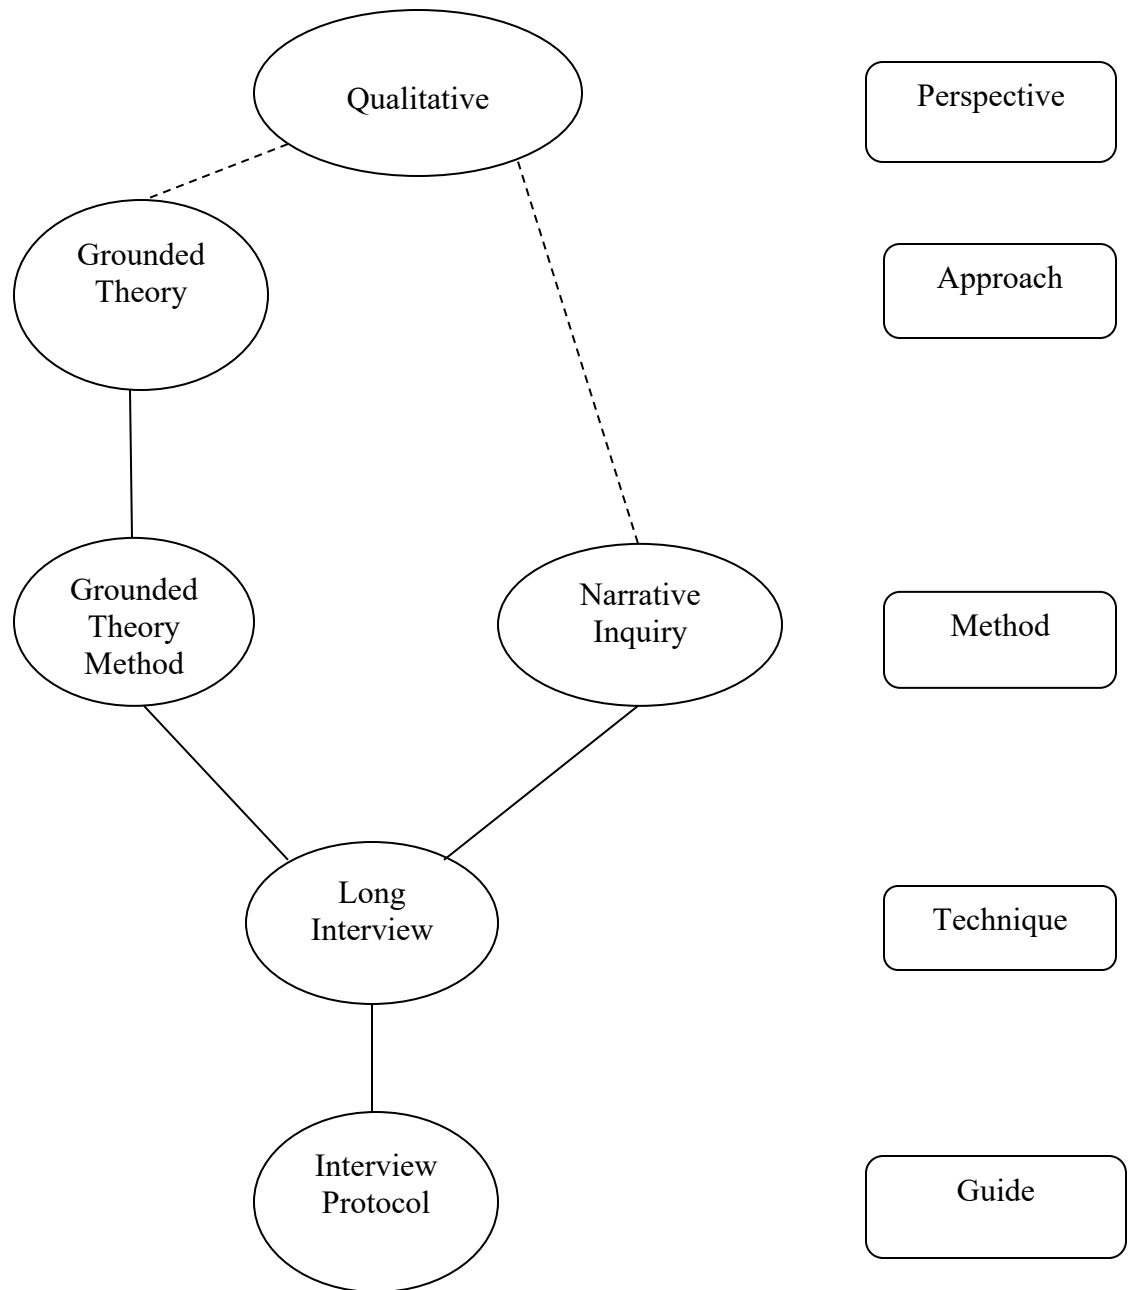 Qualitative
Perspective
Grounded
Theory
Approach
Grounded
Theory
Method
Narrative
Inquiry
Method
Long
Interview
Technique
Interview
Protocol
Guide